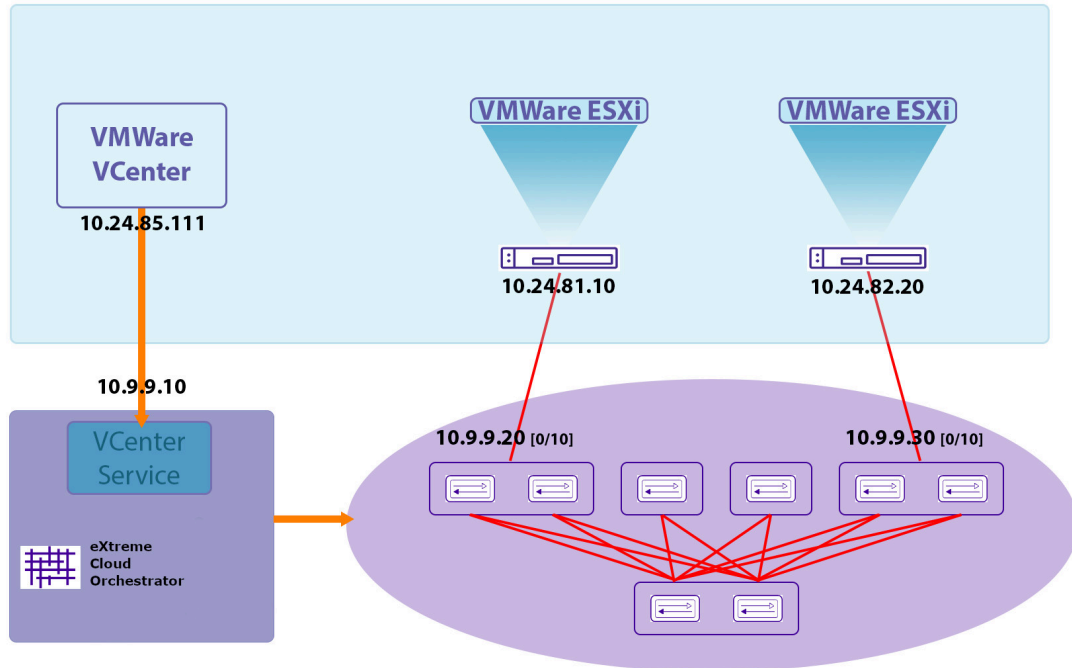 VMWare
VCenter
10.24.85.111
VMWare ESXi
VMWare ESXi
10.24.81.10
10.24.82.20
10.9.9.10
VCenter
Service
eXtreme
Cloud
Orchestrator
10.9.9.20 [0/10]
10.9.9.30 [0/10]